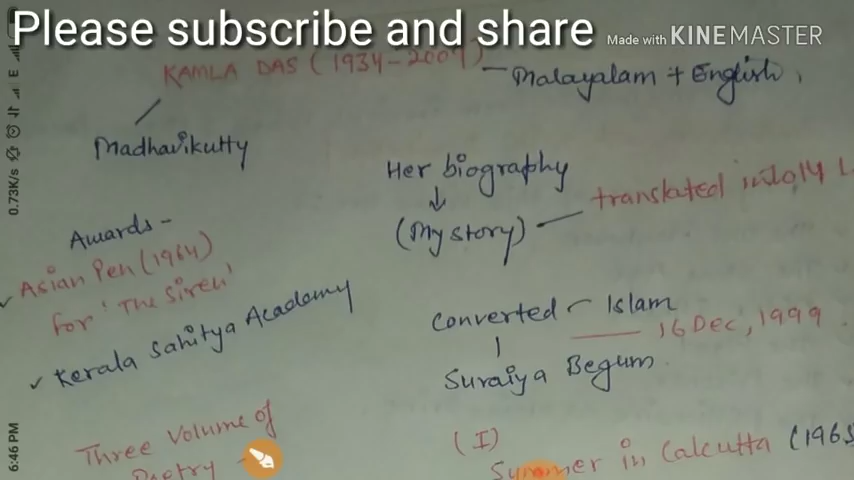 Please subscribe and share
Made with KINEMASTER
KAMLA DAS (1934-2009)
- Malayalam + English,
Madhavikutty
Her biography
(My story)
translated into 14 L
Awards -
Asian Pen (1964)
for 'The Siren'
Kerala Sahitya Academy
Converted - Islam
16 Dec, 1999
Suraiya Begum
Three Volume of
Poetry -
(I)
Summer in Calcutta (1965
0.73K/s
E
6:46 PM